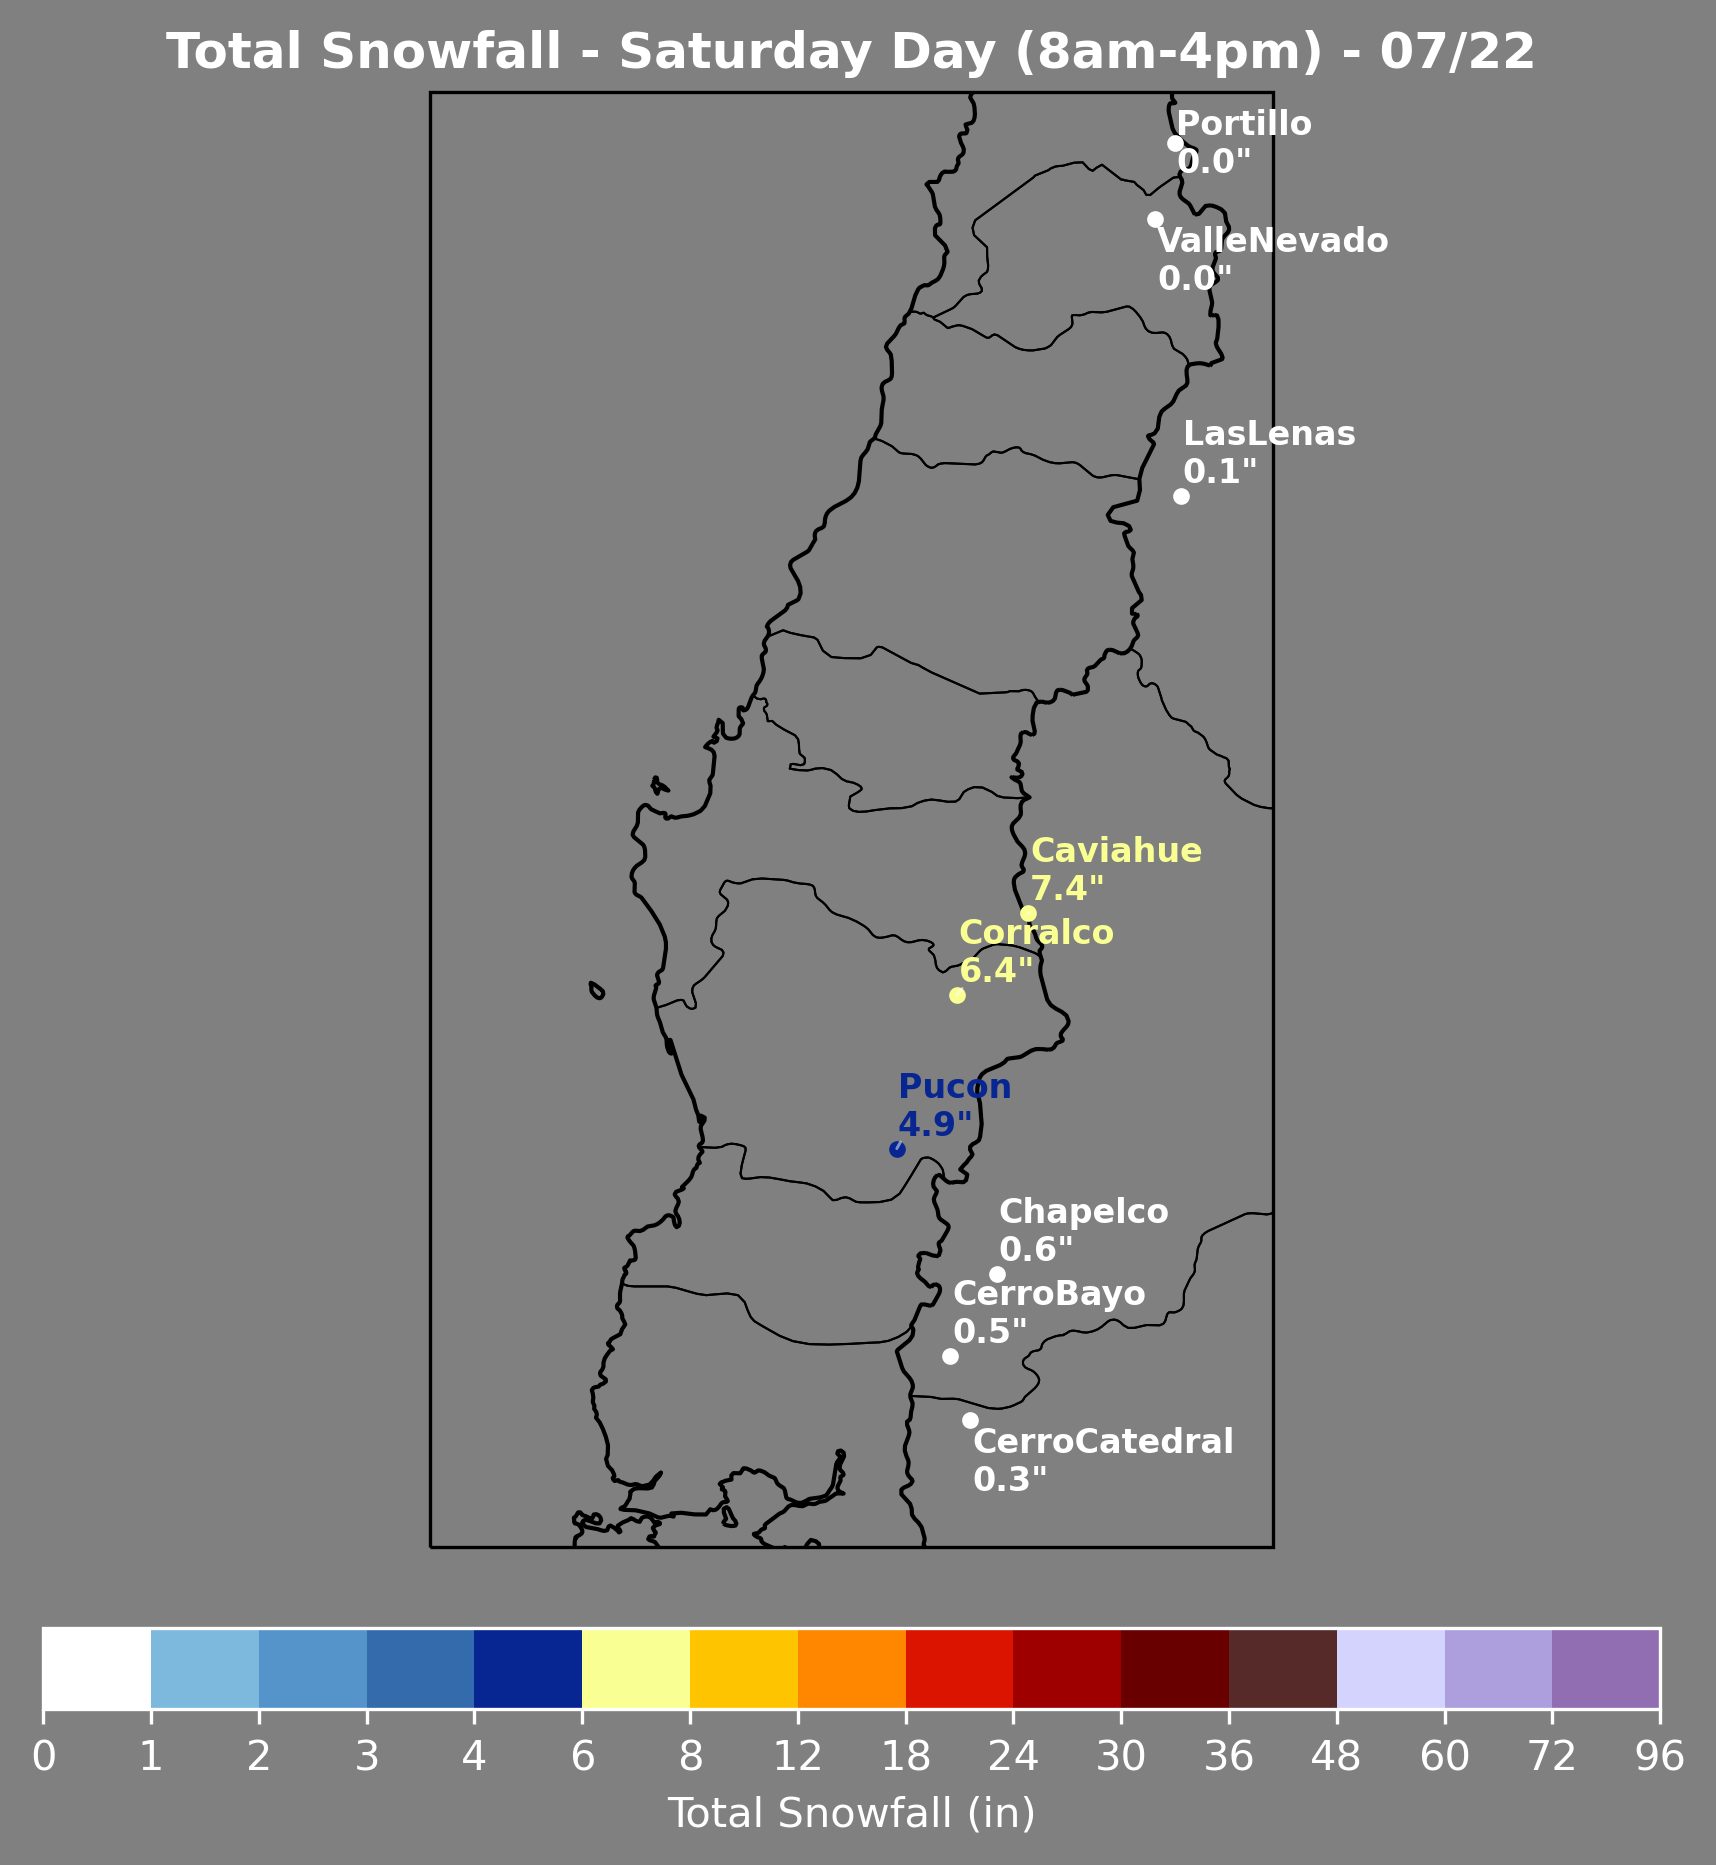 Total Snowfall - Saturday Day (8am-4pm) - 07/22
Portillo
0.0"
ValleNevado
0.0"
LasLenas
0.1"
Caviahue
7.4"
Corralco
6.4"
Pucon
4.9"
Chapelco
0.6"
CerroBayo
0.5"
CerroCatedral
0.3"
0 1 2 3 4 6 8 12 18 24 30 36 48 60 72 96
Total Snowfall (in)